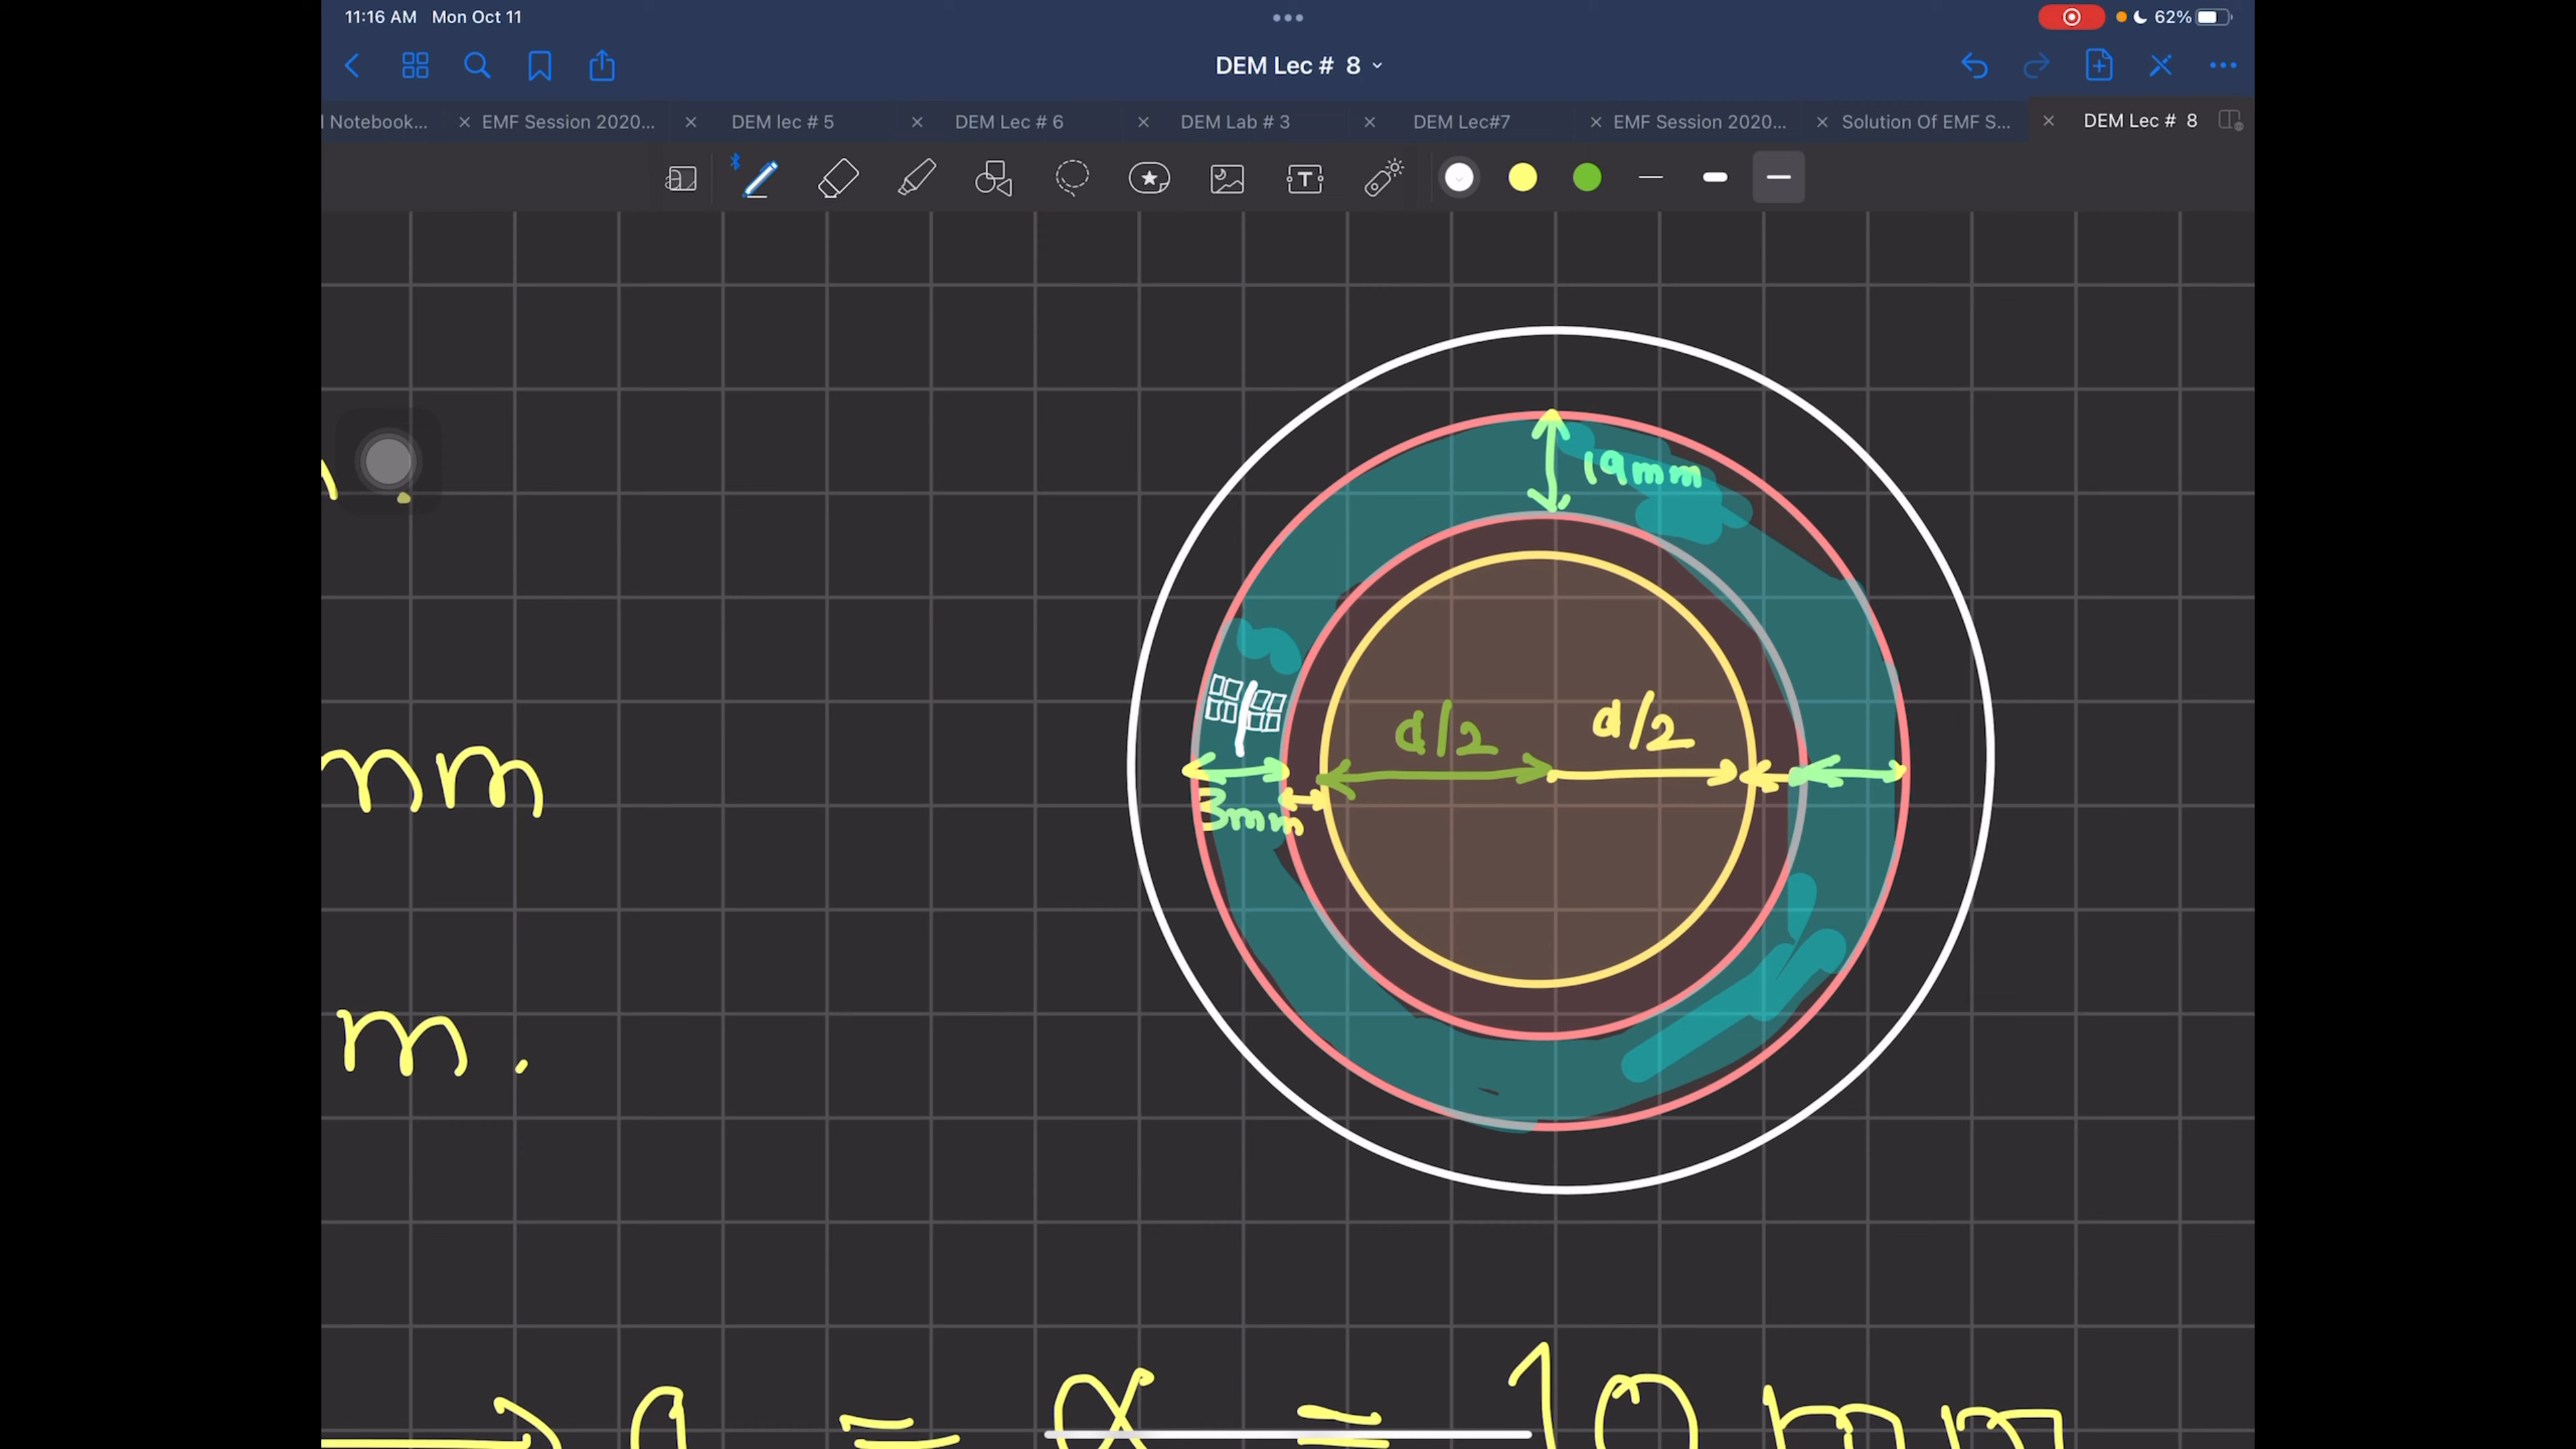 11:16 AM Mon Oct 11
62%
DEM Lec # 8
l Notebook...
EMF Session 2020...
DEM lec # 5
DEM Lec # 6
DEM Lab # 3
DEM Lec#7
EMF Session 2020...
Solution Of EMF S...
DEM Lec # 8
19mm
d/2
d/2
3mm
mm
m.
= α = 10 mm